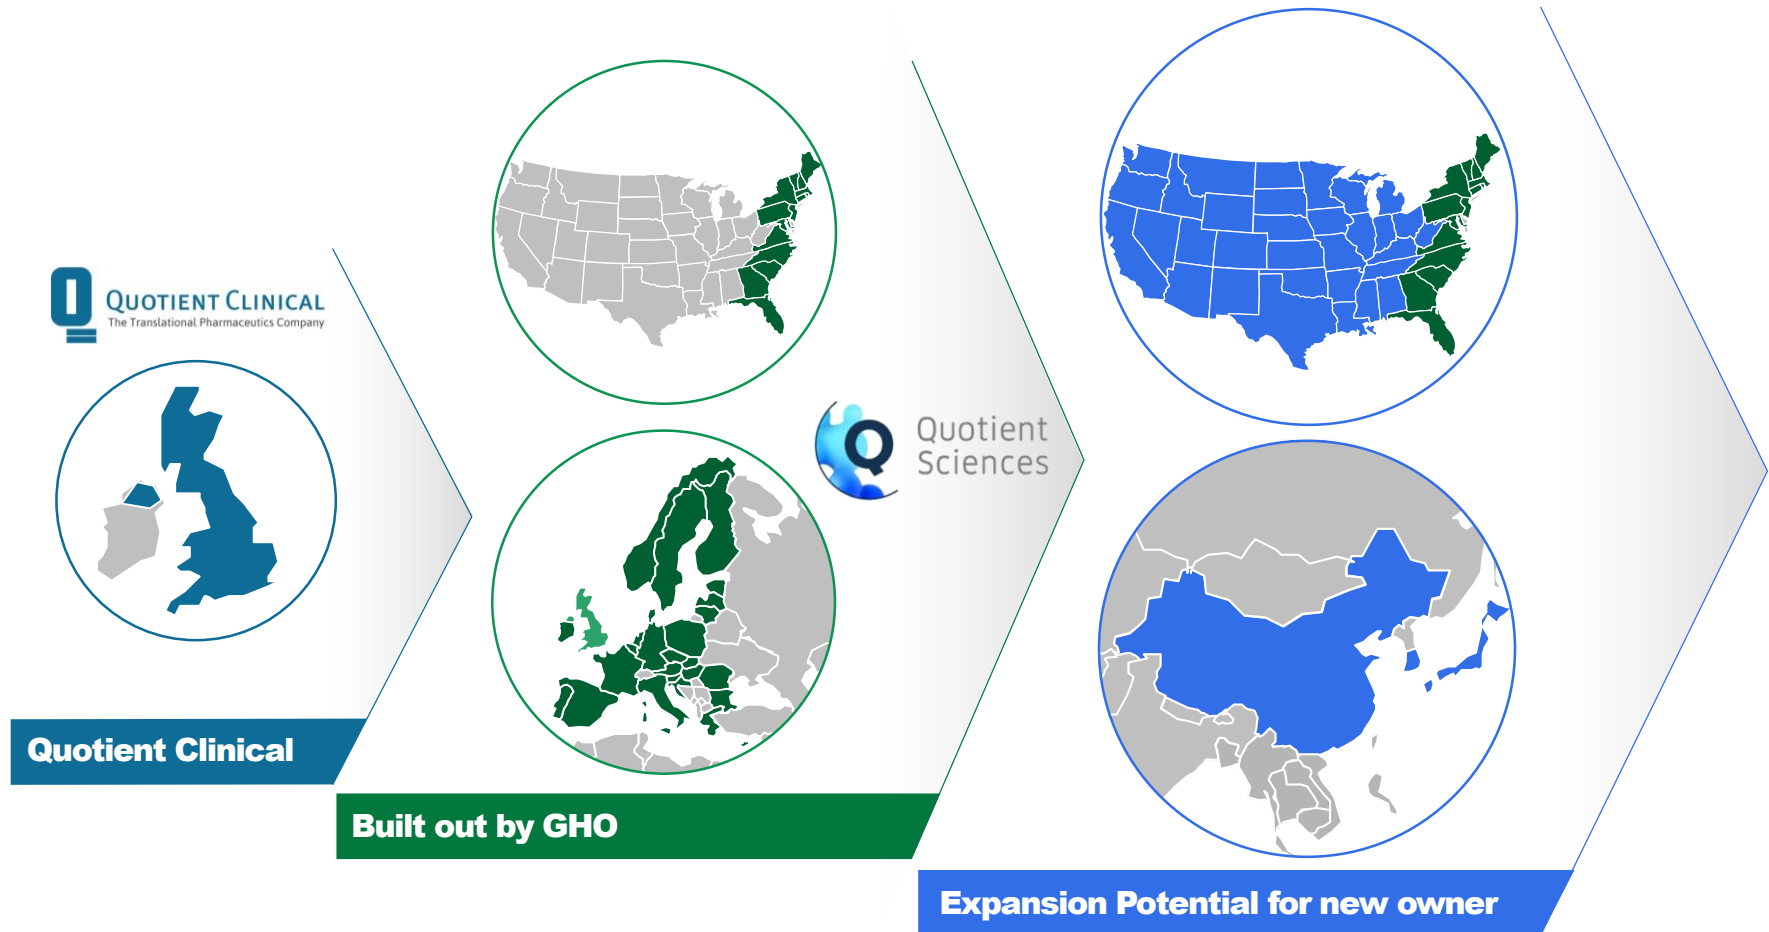 QUOTIENT CLINICAL
The Translational Pharmaceutics Company
Quotient Clinical
Quotient
Sciences
Built out by GHO
Expansion Potential for new owner